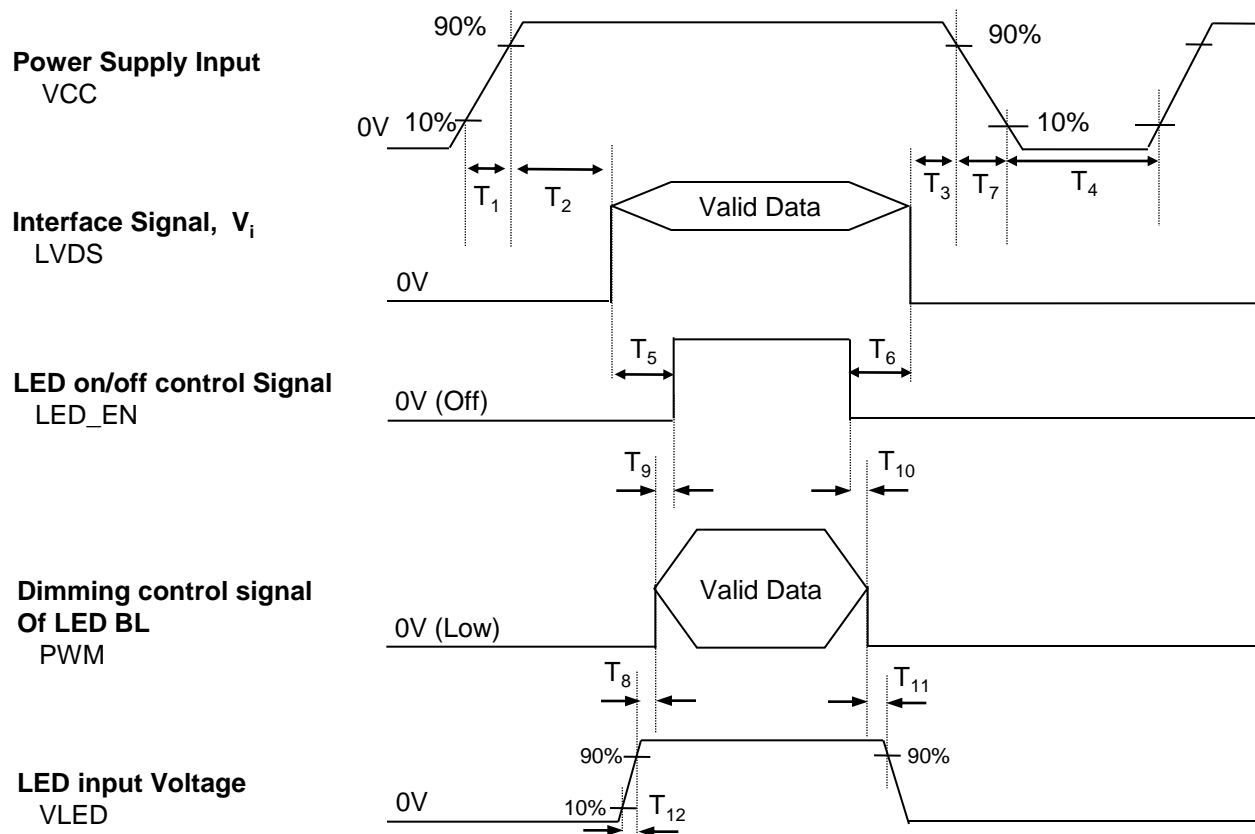 90%
90%
Power Supply Input
VCC
0V
10%
10%
T1
T2
T3
T7
T4
Valid Data
Interface Signal, Vi
LVDS
0V
T5
T6
LED on/off control Signal
LED_EN
0V (Off)
T9
T10
Dimming control signal
Of LED BL
PWM
Valid Data
0V (Low)
T8
T11
90%
90%
LED input Voltage
VLED
0V
10%
T12